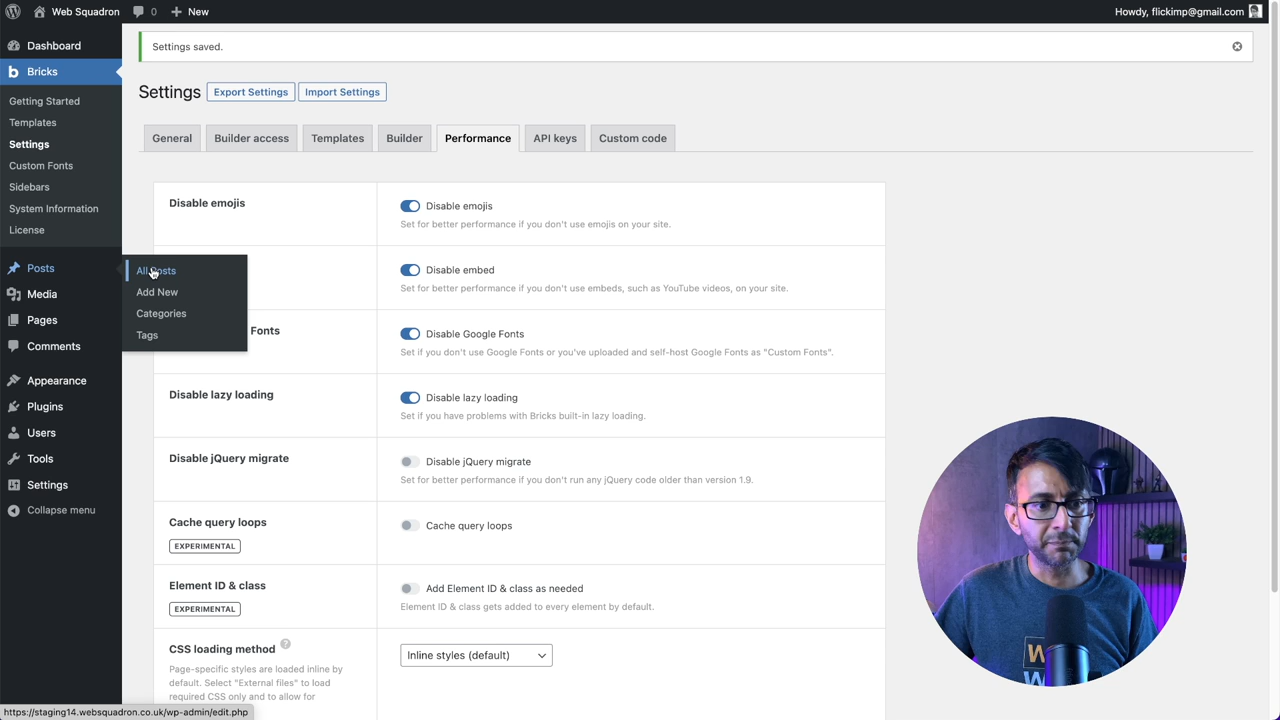 Web Squadron
0
New
Howdy, flickimp@gmail.com
Dashboard
Bricks
Getting Started
Templates
Settings
Custom Fonts
Sidebars
System Information
License
Posts
Media
Pages
Comments
Appearance
Plugins
Users
Tools
Settings
Collapse menu
All Posts
Add New
Categories
Tags
Settings saved.
Settings
Export Settings
Import Settings
General
Builder access
Templates
Builder
Performance
API keys
Custom code
Disable emojis
Disable emojis
Set for better performance if you don't use emojis on your site.
Disable embed
Set for better performance if you don't use embeds, such as YouTube videos, on your site.
Fonts
Disable Google Fonts
Set if you don't use Google Fonts or you've uploaded and self-host Google Fonts as "Custom Fonts".
Disable lazy loading
Disable lazy loading
Set if you have problems with Bricks built-in lazy loading.
Disable jQuery migrate
Disable jQuery migrate
Set for better performance if you don't run any jQuery code older than version 1.9.
Cache query loops
EXPERIMENTAL
Cache query loops
Element ID & class
EXPERIMENTAL
Add Element ID & class as needed
Element ID & class gets added to every element by default.
CSS loading method ?
Page-specific styles are loaded inline by
default. Select "External files" to load
required CSS only and to allow for
Inline styles (default)
https://staging14.websquadron.co.uk/wp-admin/edit.php